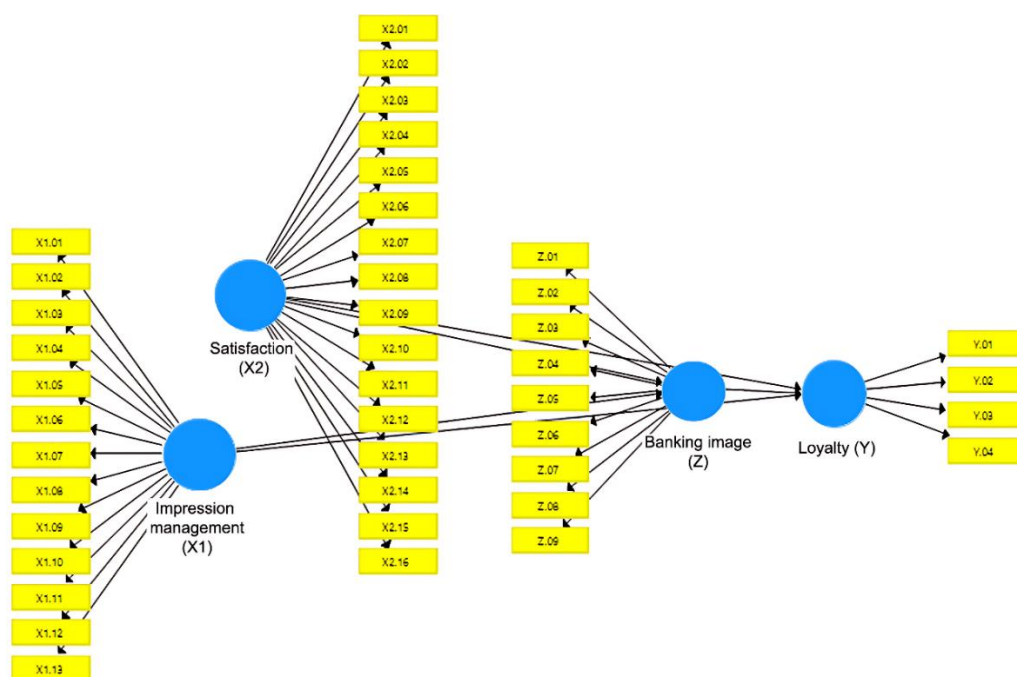 X2.01
X2.02
X2.03
X2.04
X2.05
X2.06
X2.07
X2.08
X2.09
X2.10
X2.11
X2.12
X2.13
X2.14
X2.15
X2.16
X1.01
X1.02
X1.03
X1.04
X1.05
X1.06
X1.07
X1.08
X1.09
X1.10
X1.11
X1.12
X1.13
Satisfaction
(X2)
Impression
management
(X1)
Z.01
Z.02
Z.03
Z.04
Z.05
Z.06
Z.07
Z.08
Z.09
Banking image
(Z)
Loyalty (Y)
Y.01
Y.02
Y.03
Y.04